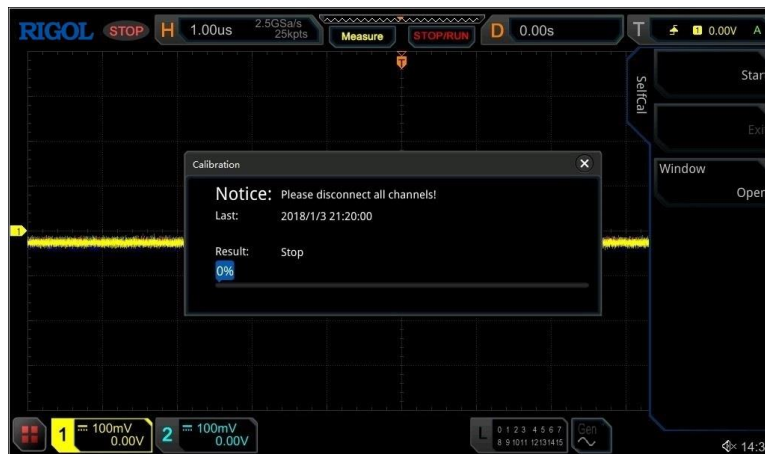 RIGOL STOP H 1.00us 2.5GSa/s 25kpts Measure STOP/RUN D 0.00s T 1 0.00V A
T
SelfCal
Star
Exi
Window
Open
Calibration
Notice: Please disconnect all channels!
Last: 2018/1/3 21:20:00
Result: Stop
0%
1
1 100mV 0.00V
2 100mV 0.00V
L 0 1 2 3 4 5 6 7
8 9 10 11 12 13 14 15
Gen
14:3